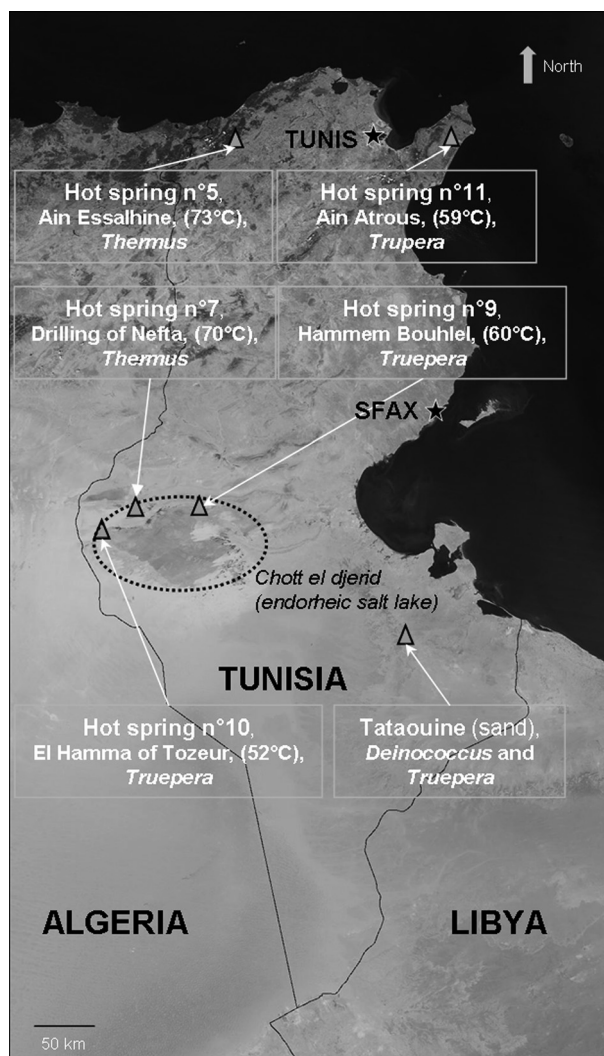 North
TUNIS
Hot spring n°5,
Ain Essalhine, (73°C),
Thermus
Hot spring n°11,
Ain Atrous, (59°C),
Trupera
Hot spring n°7,
Drilling of Nefta, (70°C),
Thermus
Hot spring n°9,
Hammem Bouhlel, (60°C),
Truepera
SFAX
Chott el djerid
(endorheic salt lake)
TUNISIA
Hot spring n°10,
El Hamma of Tozeur, (52°C),
Truepera
Tataouine (sand),
Deinococcus and
Truepera
ALGERIA
LIBYA
50 km